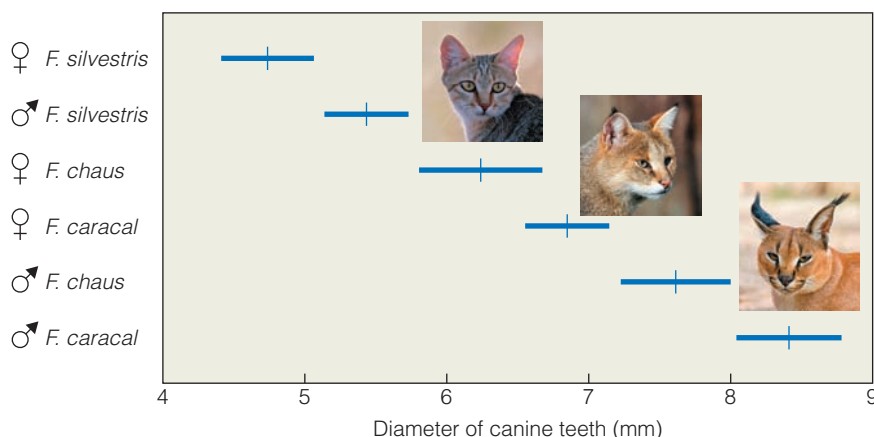 ♀ F. silvestris
♂ F. silvestris
♀ F. chaus
♀ F. caracal
♂ F. chaus
♂ F. caracal
4 5 6 7 8 9
Diameter of canine teeth (mm)